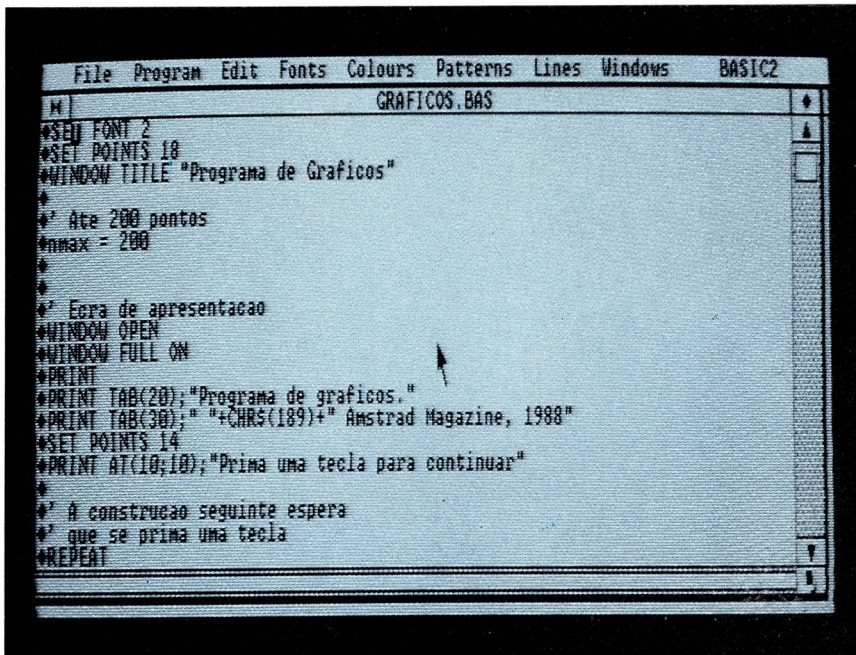 File Program Edit Fonts Colours Patterns Lines Windows BASIC2
GRAFICOS.BAS
♦SET FONT 2
♦SET POINTS 18
♦WINDOW TITLE "Programa de Graficos"
♦
♦' Ate 200 pontos
♦nmax = 200
♦
♦
♦' Ecra de apresentacao
♦WINDOW OPEN
♦WINDOW FULL ON
♦PRINT
♦PRINT TAB(20);"Programa de graficos."
♦PRINT TAB(30);" "+CHR$(189)+" Amstrad Magazine, 1988"
♦SET POINTS 14
♦PRINT AT(10;10);"Prima uma tecla para continuar"
♦
♦' A construcao seguinte espera
♦' que se prima uma tecla
♦REPEAT